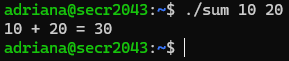 adriana@secr2043:~$ ./sum 10 20
10 + 20 = 30
adriana@secr2043:~$